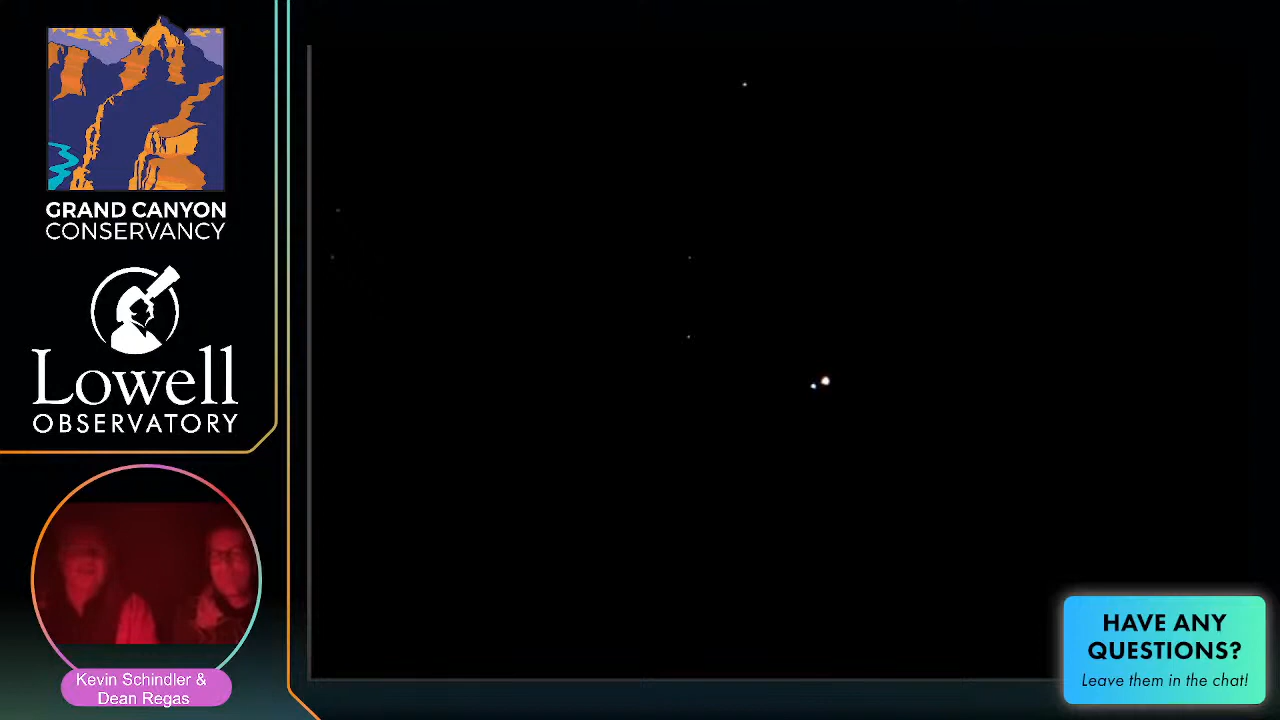 GRAND CANYON
CONSERVANCY
Lowell
OBSERVATORY
Kevin Schindler &
Dean Regas
HAVE ANY
QUESTIONS?
Leave them in the chat!